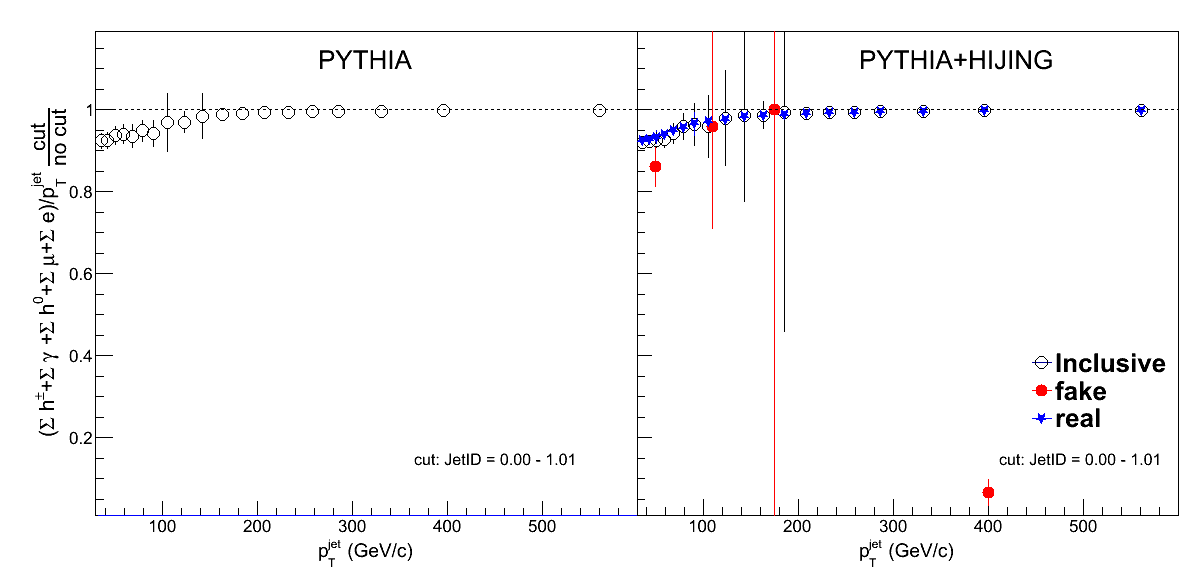 PYTHIA
PYTHIA+HIJING
(Σ h±+Σ γ +Σ h0+Σ μ+Σ e)/pTjet cut
no cut
1
0.8
0.6
0.4
0.2
Inclusive
fake
real
cut: JetID = 0.00 - 1.01
cut: JetID = 0.00 - 1.01
100 200 300 400 500
100 200 300 400 500
pTjet (GeV/c)
pTjet (GeV/c)